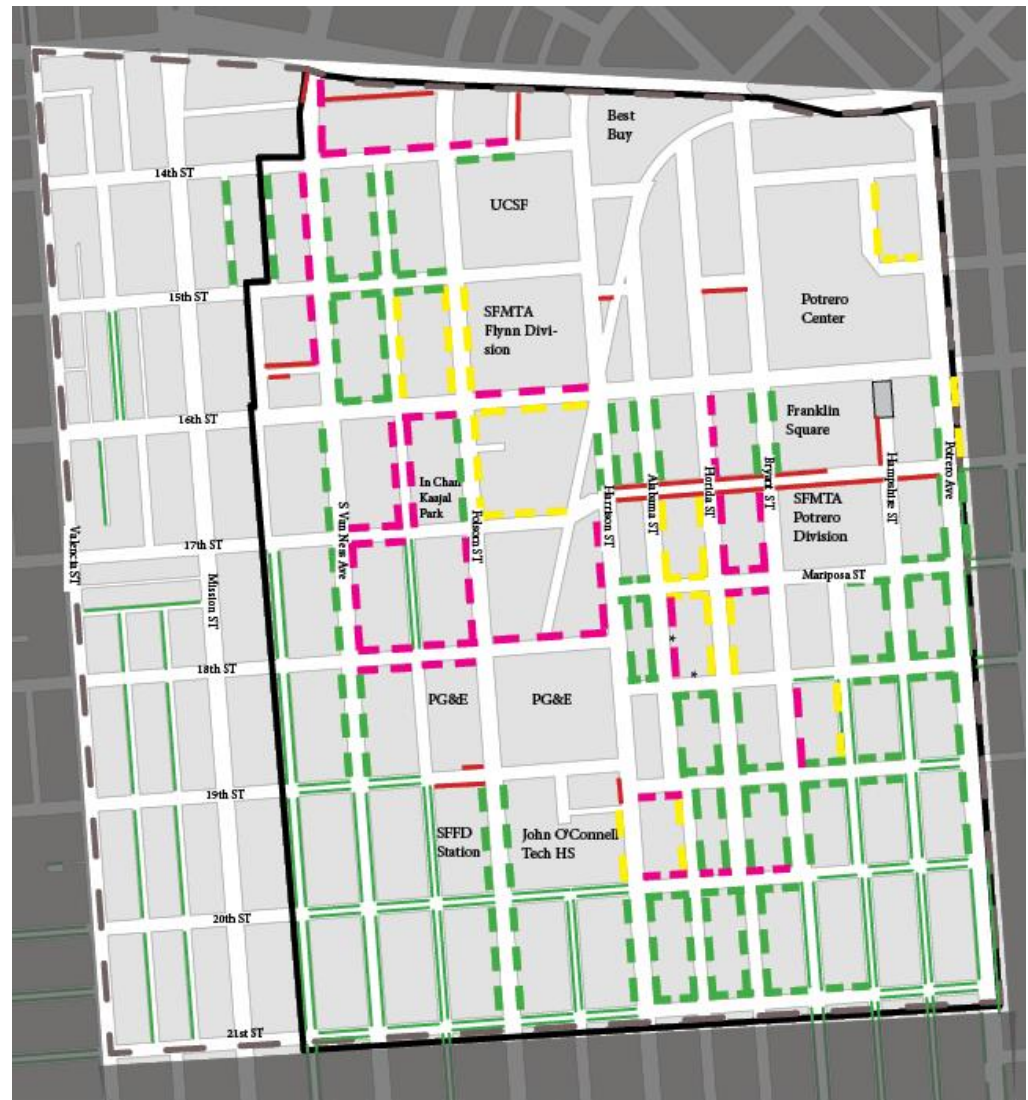 Best
Buy
14th ST
UCSF
15th ST
SFMTA
Flynn Divi-
sion
Potrero
Center
16th ST
Franklin
Square
In Chan
Kaajal
Park
S Van Ness Ave
Folsom ST
Harrison ST
Alabama ST
Florida ST
Bryant ST
Hampshire ST
Potrero Ave
SFMTA
Potrero
Division
Valencia ST
17th ST
Mission ST
Mariposa ST
*
*
18th ST
PG&E
PG&E
19th ST
SFFD
Station
John O'Connell
Tech HS
20th ST
21st ST